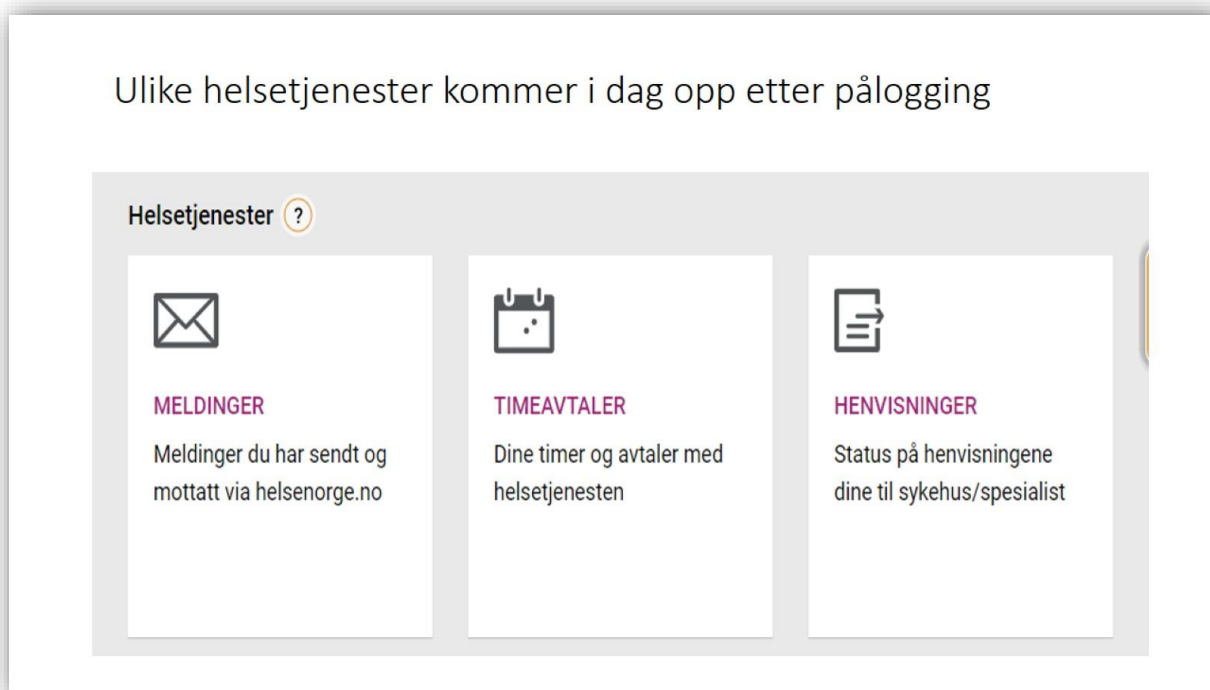 Ulike helsetjenester kommer i dag opp etter pålogging
Helsetjenester ?
MELDINGER
Meldinger du har sendt og
mottatt via helsenorge.no
TIMEAVTALER
Dine timer og avtaler med
helsetjenesten
HENVISNINGER
Status på henvisningene
dine til sykehus/spesialist